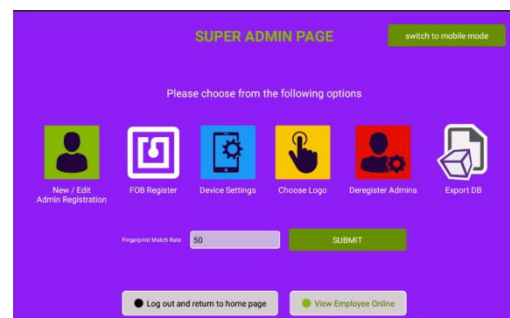 SUPER ADMIN PAGE
switch to mobile mode
Please choose from the following options
New / Edit
Admin Registration
FOB Register
Device Settings
Choose Logo
Deregister Admins
Export DB
Fingerprint Match Rate
50
SUBMIT
Log out and return to home page
View Employee Online